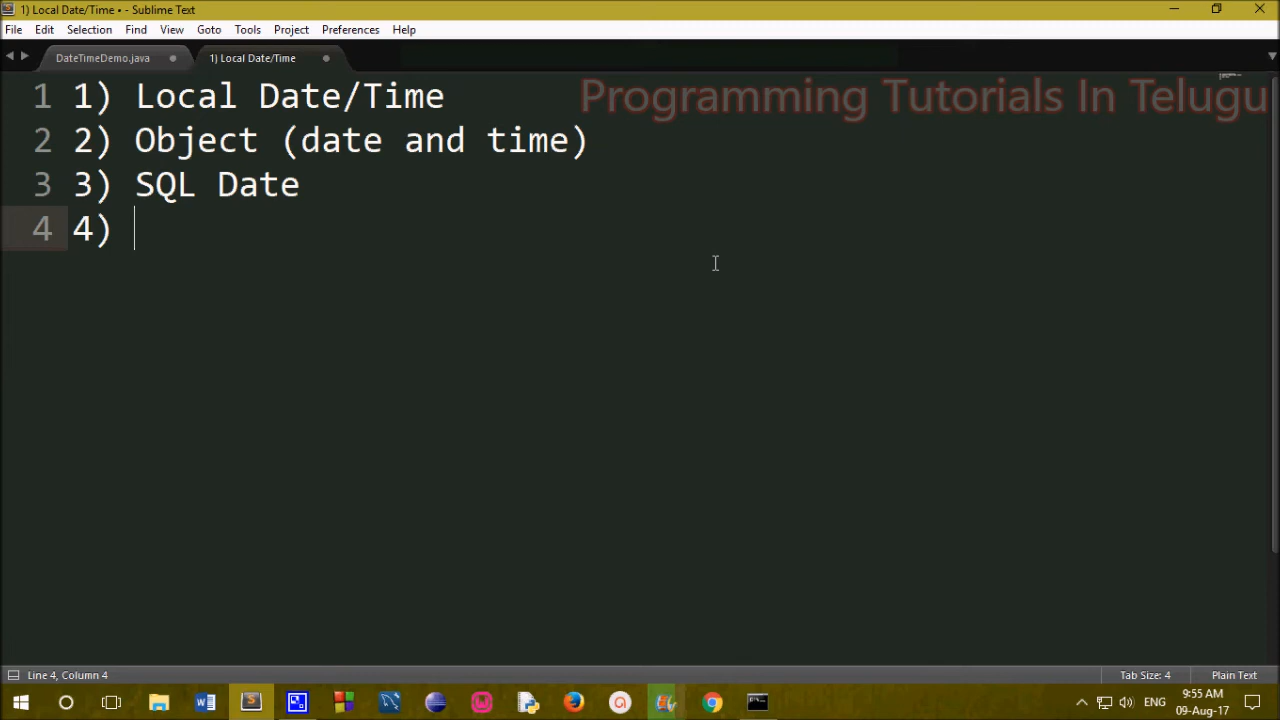 1) Local Date/Time • - Sublime Text
File Edit Selection Find View Goto Tools Project Preferences Help
DateTimeDemo.java 1) Local Date/Time
Programming Tutorials In Telugu
1 1) Local Date/Time
2 2) Object (date and time)
3 3) SQL Date
4 4)
Line 4, Column 4 Tab Size: 4 Plain Text
ENG 9:55 AM
09-Aug-17